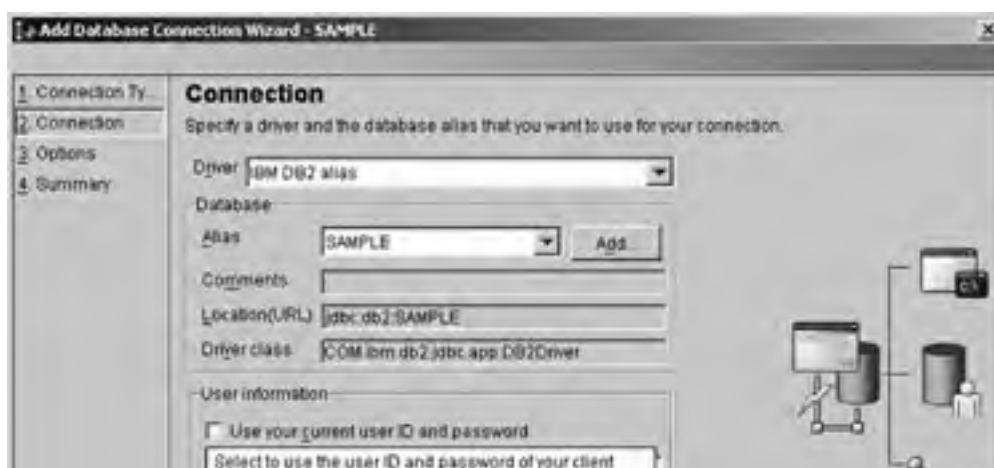 Add Database Connection Wizard - SAMPLE
1. Connection Ty...
2. Connection
3. Options
4. Summary
Connection
Specify a driver and the database alias that you want to use for your connection.
Driver IBM DB2 alias
Database
Alias SAMPLE Add...
Comments
Location(URL) jdbc:db2:SAMPLE
Driver class COM.ibm.db2.jdbc.app.DB2Driver
User information
Use your current user ID and password
Select to use the user ID and password of your client